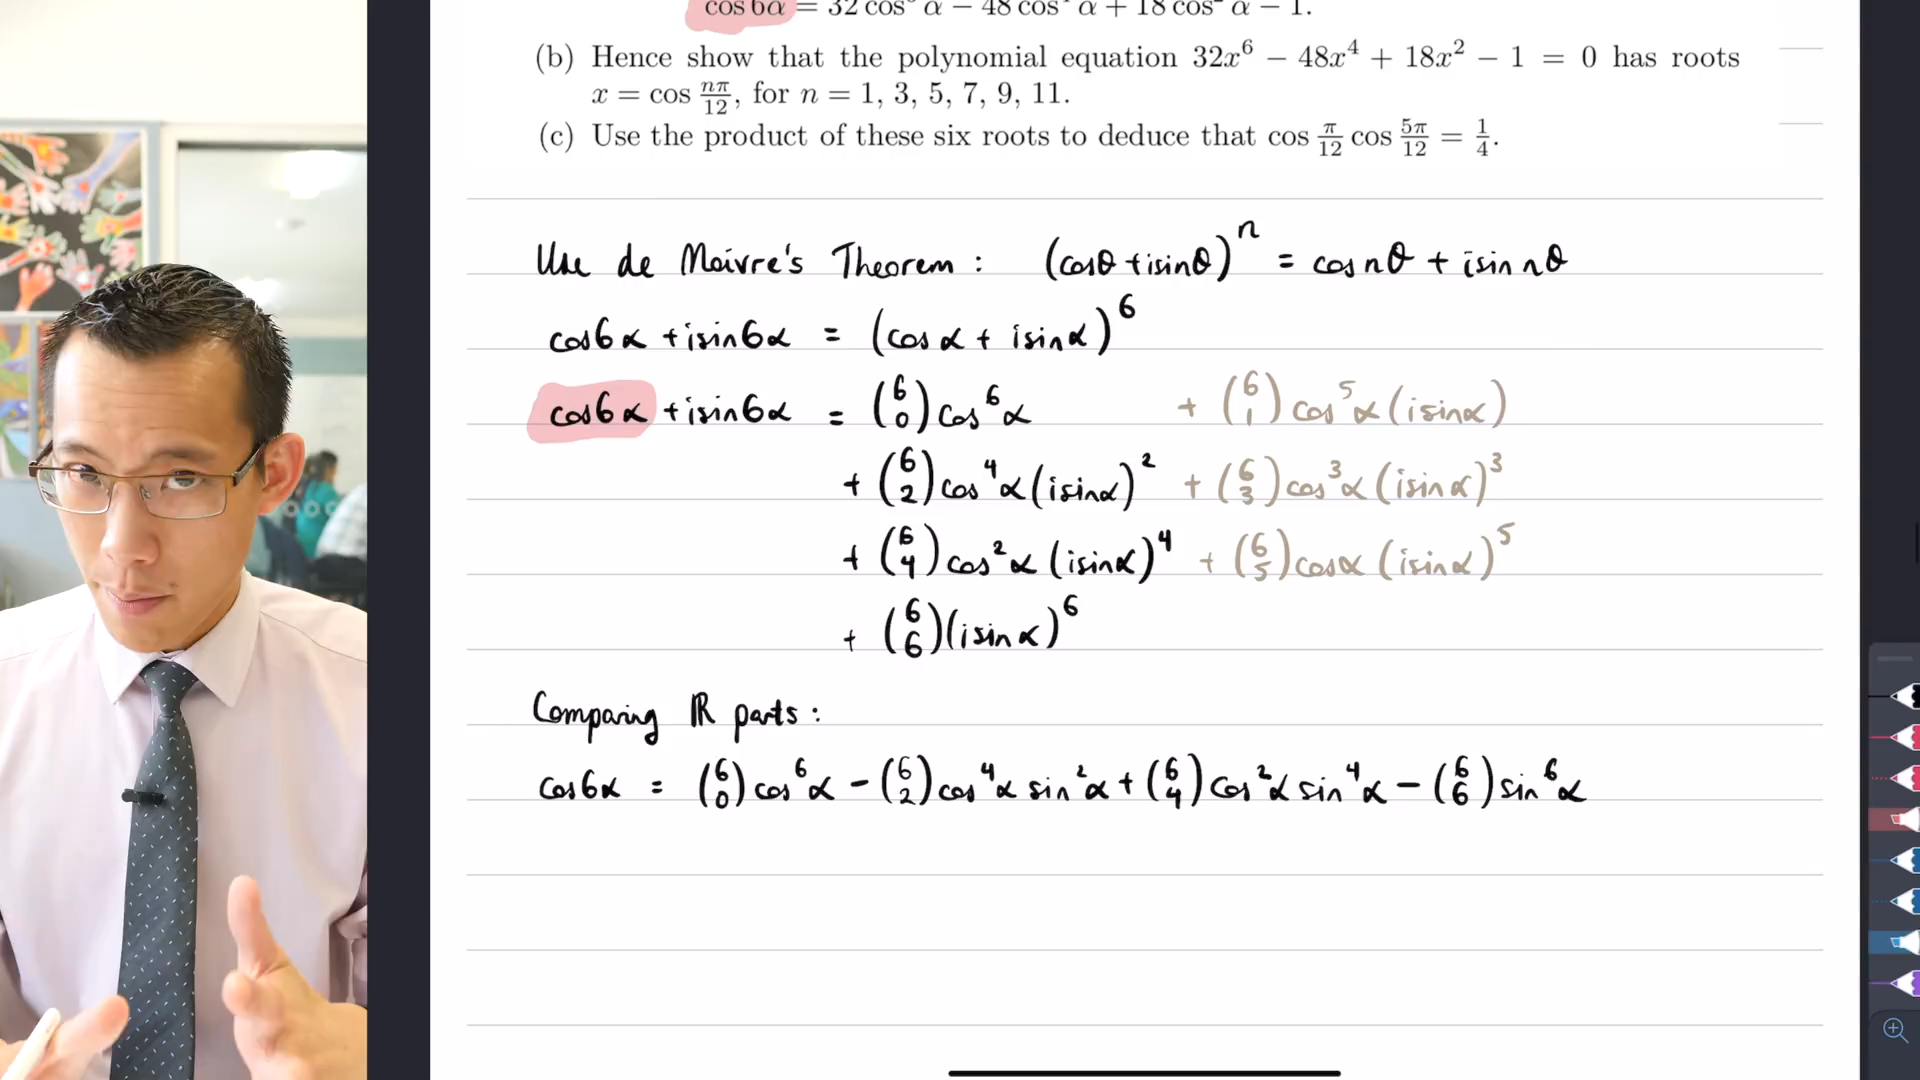 cos 6α = 32 cos⁶ α − 48 cos⁴ α + 18 cos² α − 1.
(b) Hence show that the polynomial equation 32x⁶ − 48x⁴ + 18x² − 1 = 0 has roots
x = cos nπ/12, for n = 1, 3, 5, 7, 9, 11.
(c) Use the product of these six roots to deduce that cos π/12 cos 5π/12 = 1/4.
Use de Moivre's Theorem : (cosθ + isinθ)ⁿ = cos nθ + isin nθ
cos6α + isin6α = (cosα + isinα)⁶
cos6α + isin6α = (6 0) cos⁶α + (6 1) cos⁵α (isinα)
+ (6 2) cos⁴α (isinα)² + (6 3) cos³α (isinα)³
+ (6 4) cos²α (isinα)⁴ + (6 5) cosα (isinα)⁵
+ (6 6) (isinα)⁶
Comparing ℝ parts :
cos6α = (6 0) cos⁶α − (6 2) cos⁴α sin²α + (6 4) cos²α sin⁴α − (6 6) sin⁶α